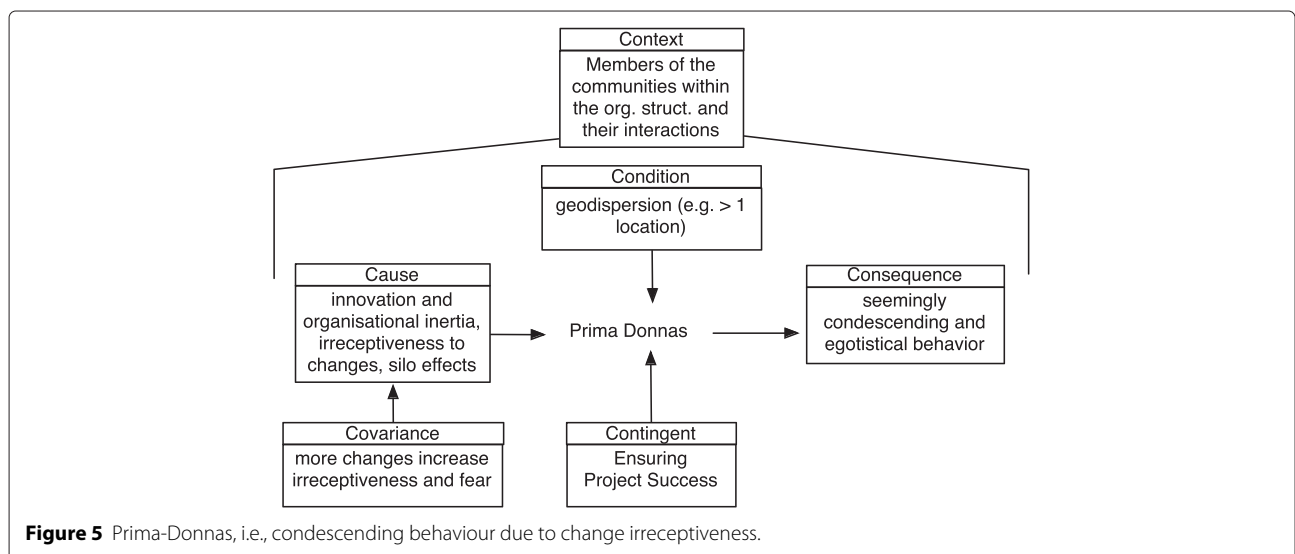 Context
Members of the
communities within
the org. struct. and
their interactions
Condition
geodispersion (e.g. > 1
location)
Cause
innovation and
organisational inertia,
irreceptiveness to
changes, silo effects
Prima Donnas
Consequence
seemingly
condescending and
egotistical behavior
Covariance
more changes increase
irreceptiveness and fear
Contingent
Ensuring
Project Success
Figure 5 Prima-Donnas, i.e., condescending behaviour due to change irreceptiveness.